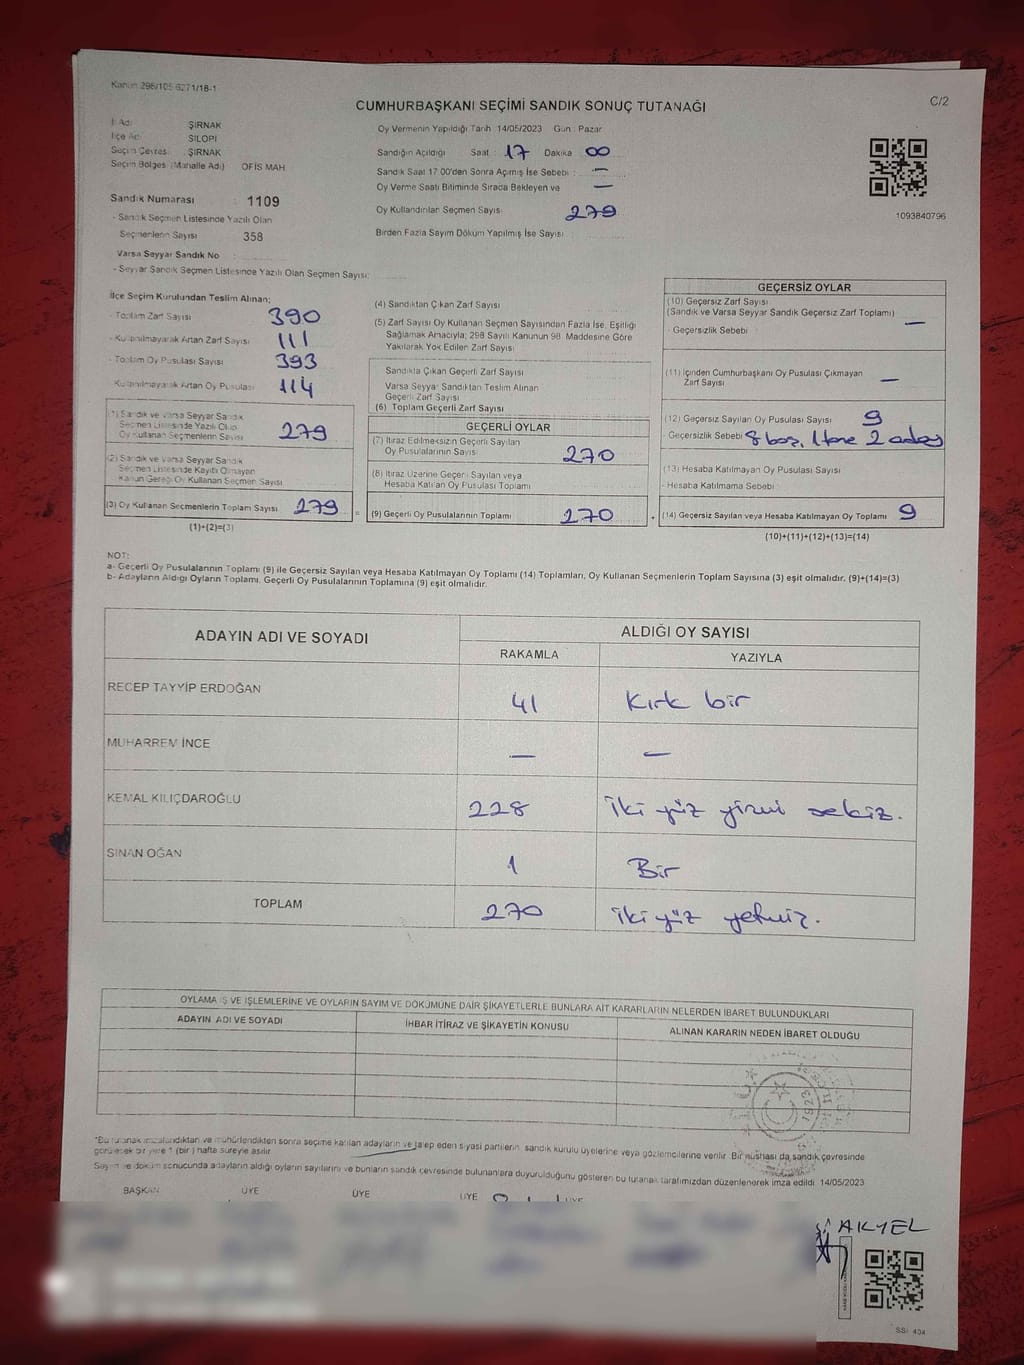 Kanun 298/105 6271/18-1
C/2
CUMHURBAŞKANI SEÇİMİ SANDIK SONUÇ TUTANAĞI
İl Adı ŞIRNAK
İlçe Adı SİLOPİ
Seçim Çevresi ŞIRNAK
Seçim Bölgesi (Mahalle Adı) OFİS MAH
Sandık Numarası : 1109
- Sandık Seçmen Listesinde Yazılı Olan
Seçmenlerin Sayısı 358
Varsa Seyyar Sandık No
- Seyyar Sandık Seçmen Listesinde Yazılı Olan Seçmen Sayısı:
Oy Vermenin Yapıldığı Tarih 14/05/2023 Gün : Pazar
Sandığın Açıldığı Saat : 17 Dakika 00
Sandık Saat 17 00'den Sonra Açılmış İse Sebebi : —
Oy Verme Saati Bitiminde Sırada Bekleyen ve —
Oy Kullandırılan Seçmen Sayısı 279
Birden Fazla Sayım Döküm Yapılmış İse Sayısı :
1093840796
İlçe Seçim Kurulundan Teslim Alınan;
- Toplam Zarf Sayısı 390
- Kullanılmayarak Artan Zarf Sayısı 111
- Toplam Oy Pusulası Sayısı 393
Kullanılmayarak Artan Oy Pusulası 114
(1) Sandık ve Varsa Seyyar Sandık
Seçmen Listesinde Yazılı Olup
Oy Kullanan Seçmenlerin Sayısı 279
(2) Sandık ve Varsa Seyyar Sandık
Seçmen Listesinde Kayıtlı Olmayan
Kanun Gereği Oy Kullanan Seçmen Sayısı
(3) Oy Kullanan Seçmenlerin Toplam Sayısı 279 =
(1)+(2)=(3)
(4) Sandıktan Çıkan Zarf Sayısı
(5) Zarf Sayısı Oy Kullanan Seçmen Sayısından Fazla İse, Eşitliği
Sağlamak Amacıyla; 298 Sayılı Kanunun 98. Maddesine Göre
Yakılarak Yok Edilen Zarf Sayısı
Sandıkta Çıkan Geçerli Zarf Sayısı
Varsa Seyyar Sandıktan Teslim Alınan
Geçerli Zarf Sayısı
(6) Toplam Geçerli Zarf Sayısı
GEÇERLİ OYLAR
(7) İtiraz Edilmeksizin Geçerli Sayılan
Oy Pusulalarının Sayısı 270
(8) İtiraz Üzerine Geçerli Sayılan veya
Hesaba Katılan Oy Pusulası Toplamı
(9) Geçerli Oy Pusulalarının Toplamı 270 +
GEÇERSİZ OYLAR
(10) Geçersiz Zarf Sayısı
(Sandık ve Varsa Seyyar Sandık Geçersiz Zarf Toplamı) —
- Geçersizlik Sebebi :
(11) İçinden Cumhurbaşkanı Oy Pusulası Çıkmayan
Zarf Sayısı —
(12) Geçersiz Sayılan Oy Pusulası Sayısı 9
- Geçersizlik Sebebi 8 boş, 1 tane 2 aday
(13) Hesaba Katılmayan Oy Pusulası Sayısı
- Hesaba Katılmama Sebebi
(14) Geçersiz Sayılan veya Hesaba Katılmayan Oy Toplamı 9
(10)+(11)+(12)+(13)=(14)
NOT:
a- Geçerli Oy Pusulalarının Toplamı (9) ile Geçersiz Sayılan veya Hesaba Katılmayan Oy Toplamı (14) Toplamları, Oy Kullanan Seçmenlerin Toplam Sayısına (3) eşit olmalıdır. (9)+(14)=(3)
b- Adayların Aldığı Oyların Toplamı, Geçerli Oy Pusulalarının Toplamına (9) eşit olmalıdır.
ADAYIN ADI VE SOYADI ALDIĞI OY SAYISI
RAKAMLA YAZIYLA
RECEP TAYYİP ERDOĞAN 41 Kırk bir
MUHARREM İNCE — —
KEMAL KILIÇDAROĞLU 228 İki yüz yirmi sekiz.
SİNAN OĞAN 1 Bir
TOPLAM 270 iki yüz yetmiş.
OYLAMA İŞ VE İŞLEMLERİNE VE OYLARIN SAYIM VE DÖKÜMÜNE DAİR ŞİKAYETLERLE BUNLARA AİT KARARLARIN NELERDEN İBARET BULUNDUKLARI
ADAYIN ADI VE SOYADI İHBAR İTİRAZ VE ŞİKAYETİN KONUSU ALINAN KARARIN NEDEN İBARET OLDUĞU
1923
"Bu tutanak imzalandıktan ve mühürlendikten sonra seçime katılan adayların ve talep eden siyasi partilerin sandık kurulu üyelerine veya gözlemcilerine verilir. Bir nüshası da sandık çevresinde
görülecek bir yere 1 (bir) hafta süreyle asılır
Sayım ve döküm sonucunda adayların aldığı oyların sayılarını ve bunların sandık çevresinde bulunanlara duyurulduğunu gösteren bu tutanak tarafımızdan düzenlenerek imza edildi. 14/05/2023
BAŞKAN ÜYE ÜYE ÜYE ÜYE
AKYEL